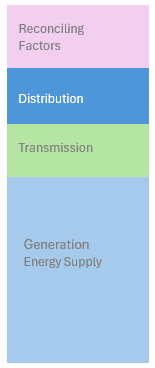 Reconciling
Factors
Distribution
Transmission
Generation
Energy Supply